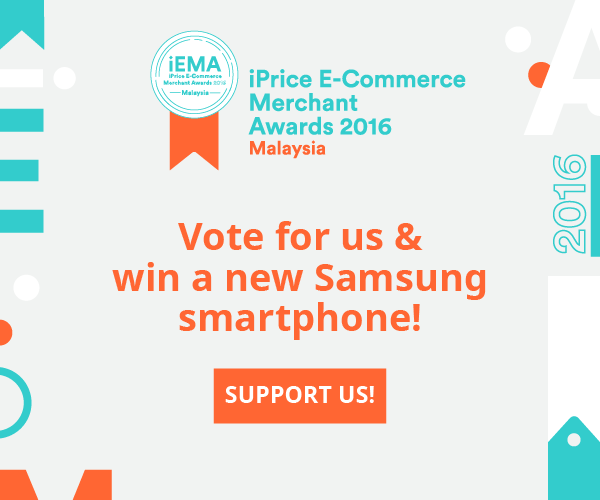 iEMA
iPrice E-Commerce
Merchant Awards 2016
Malaysia
iPrice E-Commerce
Merchant
Awards 2016
Malaysia
2016
Vote for us &
win a new Samsung
smartphone!
SUPPORT US!